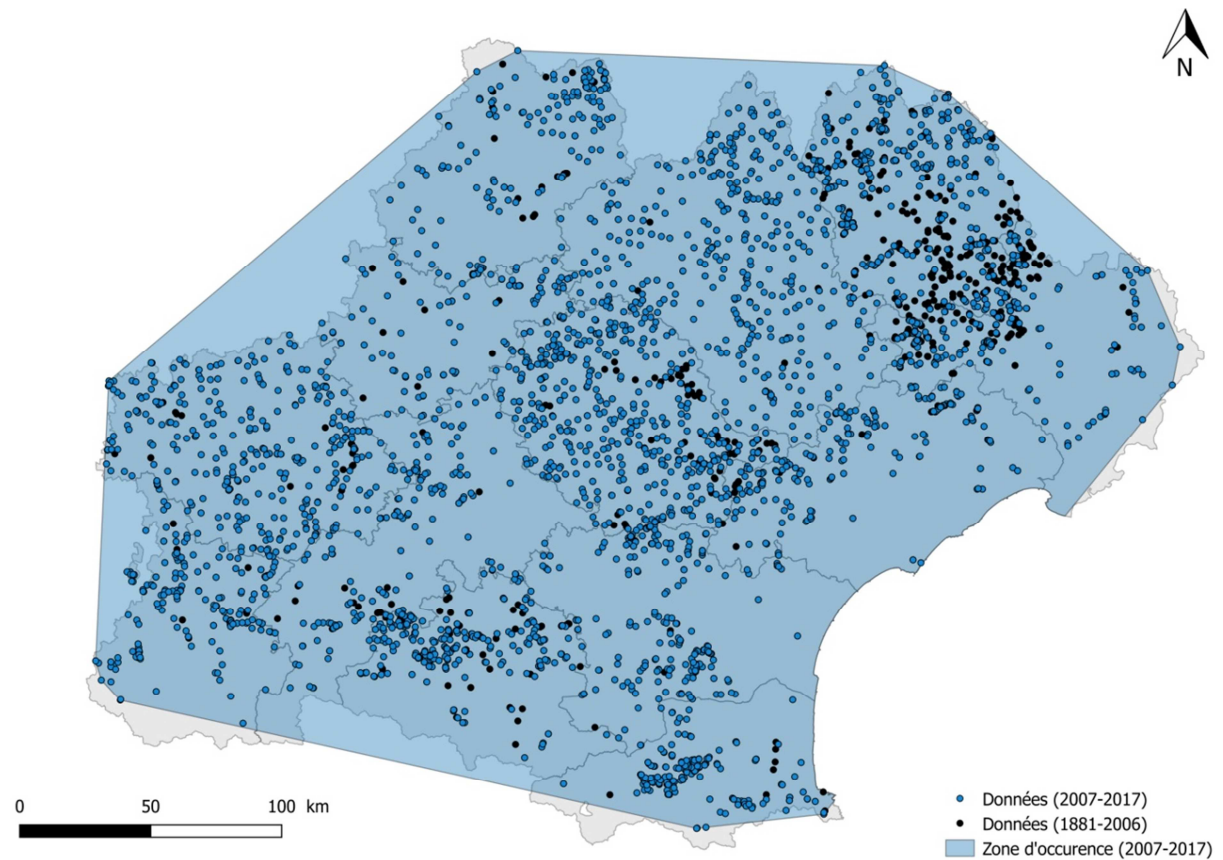 N
0 50 100 km
Données (2007-2017)
Données (1881-2006)
Zone d'occurence (2007-2017)